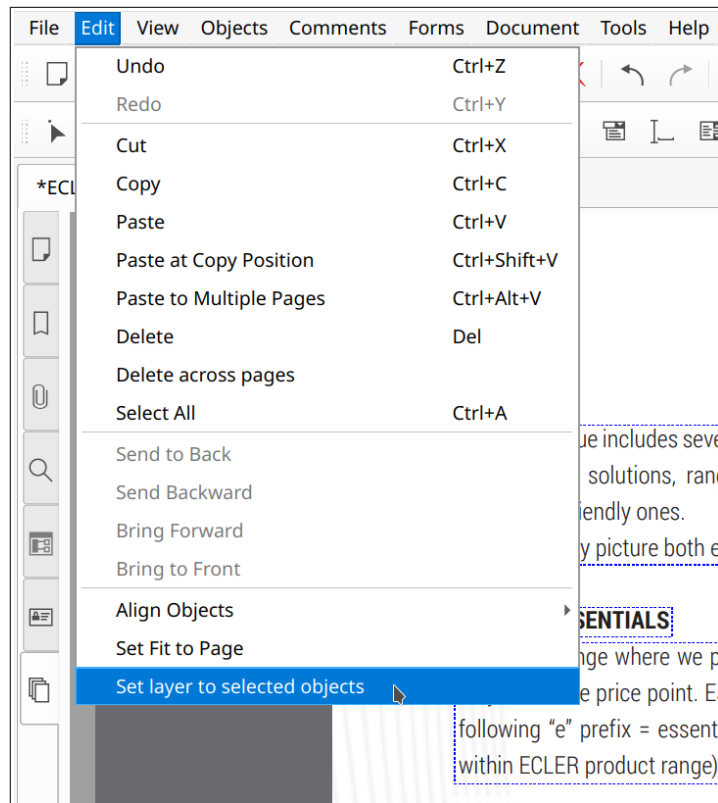 File Edit View Objects Comments Forms Document Tools Help
Undo Ctrl+Z
Redo Ctrl+Y
Cut Ctrl+X
*ECL
Copy Ctrl+C
Paste Ctrl+V
Paste at Copy Position Ctrl+Shift+V
Paste to Multiple Pages Ctrl+Alt+V
Delete Del
Delete across pages
Select All Ctrl+A
ue includes seve
Send to Back
solutions, ran
Send Backward
iendly ones.
Bring Forward
y picture both e
Bring to Front
Align Objects
SENTIALS
Set Fit to Page
nge where we p
Set layer to selected objects
e price point. E
following “e” prefix = essent
within ECLER product range)